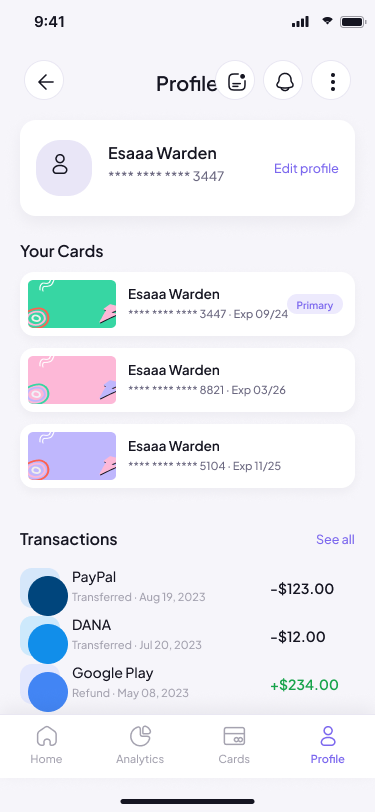 9:41
Profile
Esaaa Warden
**** **** **** 3447
Edit profile
Your Cards
Esaaa Warden
**** **** **** 3447 · Exp 09/24
Primary
Esaaa Warden
**** **** **** 8821 · Exp 03/26
Esaaa Warden
**** **** **** 5104 · Exp 11/25
Transactions
See all
PayPal
-$123.00
Transferred · Aug 19, 2023
DANA
-$12.00
Transferred · Jul 20, 2023
Google Play
+$234.00
Refund · May 08, 2023
Home
Analytics
Cards
Profile